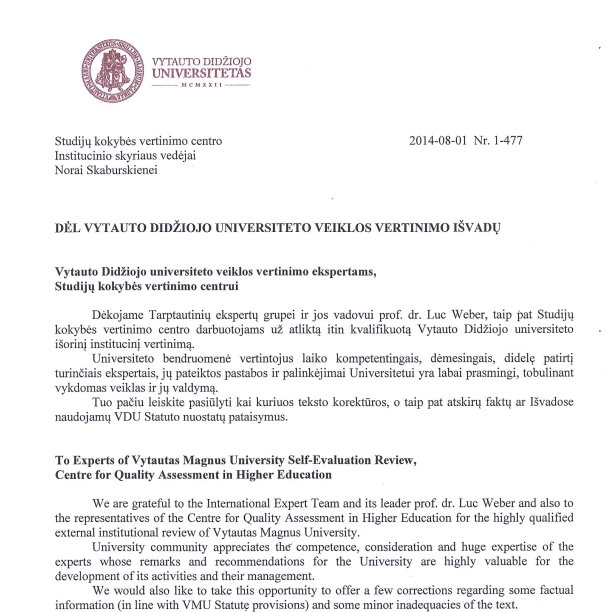 VYTAUTO DIDŽIOJO
UNIVERSITETAS
MCMXXII
Studijų kokybės vertinimo centro
2014-08-01 Nr. 1-477
Institucinio skyriaus vedėjai
Norai Skaburskienei
DĖL VYTAUTO DIDŽIOJO UNIVERSITETO VEIKLOS VERTINIMO IŠVADŲ
Vytauto Didžiojo universiteto veiklos vertinimo ekspertams,
Studijų kokybės vertinimo centrui
Dėkojame Tarptautinių ekspertų grupei ir jos vadovui prof. dr. Luc Weber, taip pat Studijų
kokybės vertinimo centro darbuotojams už atliktą itin kvalifikuotą Vytauto Didžiojo universiteto
išorinį institucinį vertinimą.
Universiteto bendruomenė vertintojus laiko kompetentingais, dėmesingais, didelę patirtį
turinčiais ekspertais, jų pateiktos pastabos ir palinkėjimai Universitetui yra labai prasmingi, tobulinant
vykdomas veiklas ir jų valdymą.
Tuo pačiu leiskite pasiūlyti kai kuriuos teksto korektūros, o taip pat atskirų faktų ar Išvadose
naudojamų VDU Statuto nuostatų pataisymus.
To Experts of Vytautas Magnus University Self-Evaluation Review,
Centre for Quality Assessment in Higher Education
We are grateful to the International Expert Team and its leader prof. dr. Luc Weber and also to
the representatives of the Centre for Quality Assessment in Higher Education for the highly qualified
external institutional review of Vytautas Magnus University.
University community appreciates the competence, consideration and huge expertise of the
experts whose remarks and recommendations for the University are highly valuable for the
development of its activities and their management.
We would also like to take this opportunity to offer a few corrections regarding some factual
information (in line with VMU Statute provisions) and some minor inadequacies of the text.